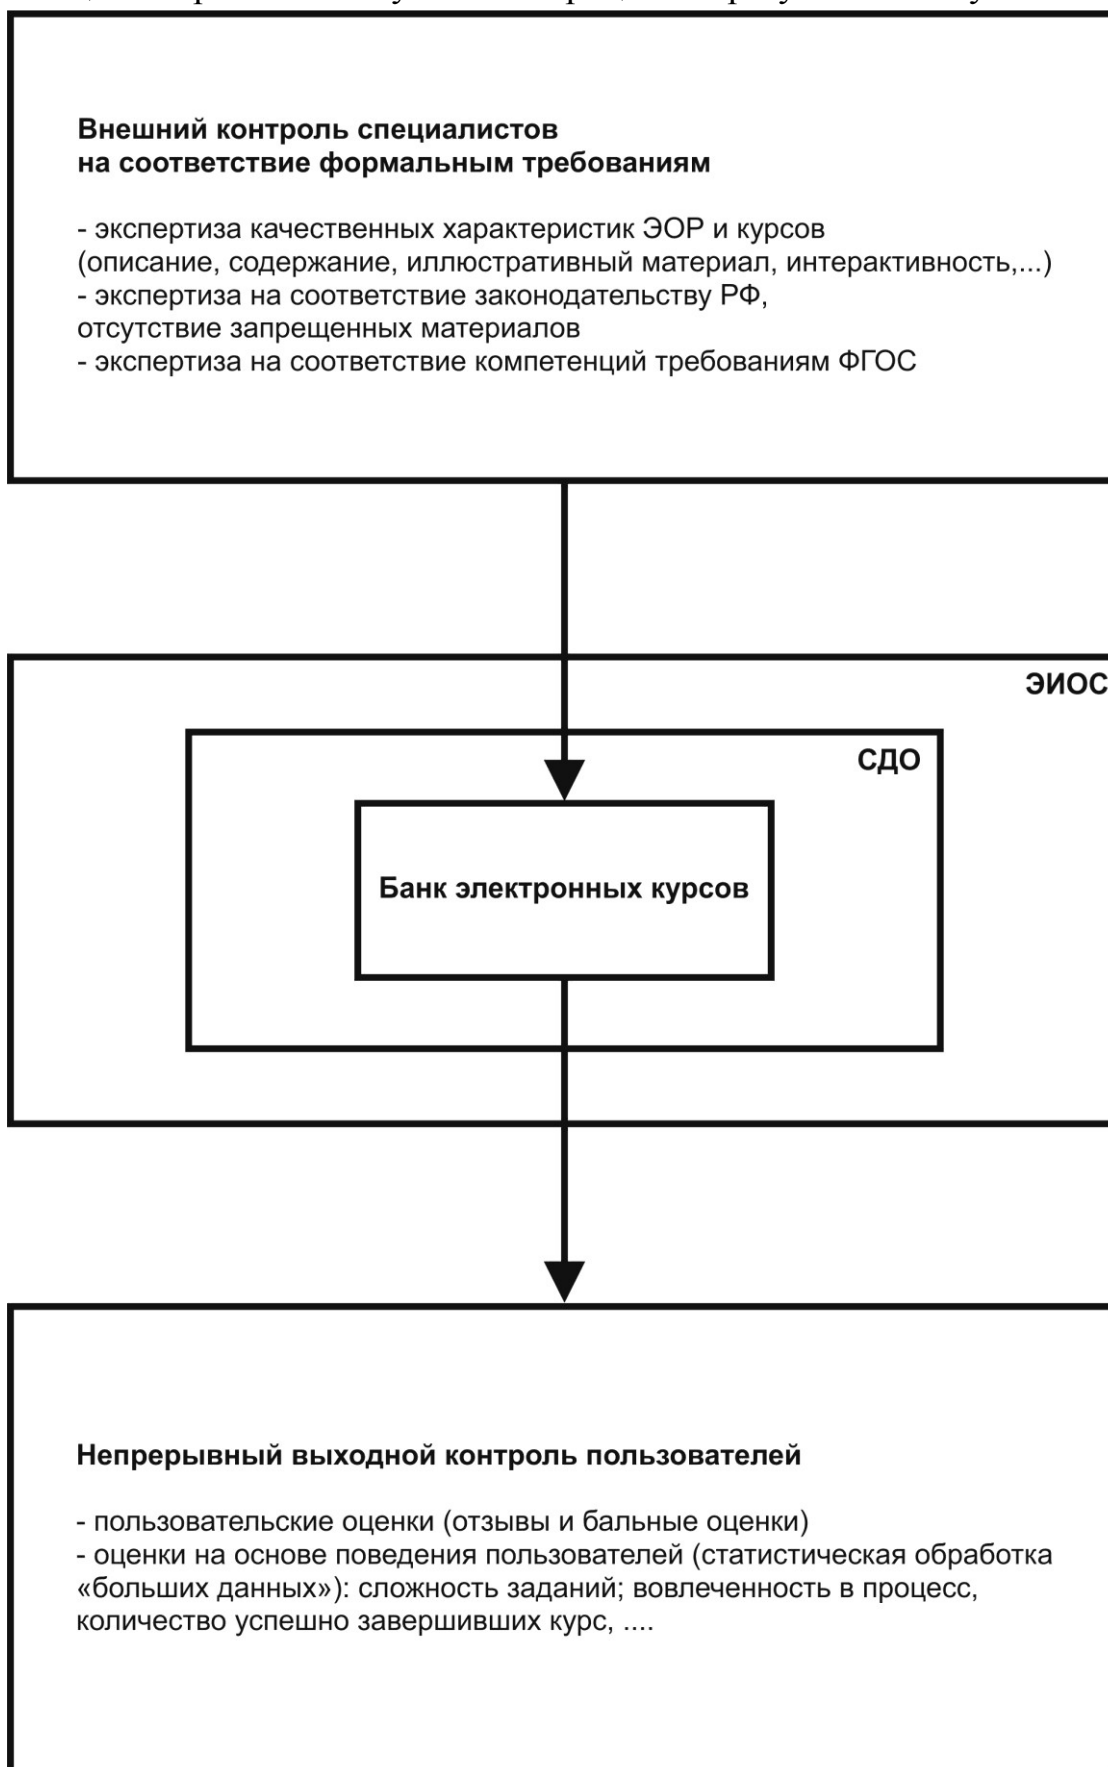 Внешний контроль специалистов
на соответствие формальным требованиям
- экспертиза качественных характеристик ЭОР и курсов
(описание, содержание, иллюстративный материал, интерактивность,...)
- экспертиза на соответствие законодательству РФ,
отсутствие запрещенных материалов
- экспертиза на соответствие компетенций требованиям ФГОС
ЭИОС
СДО
Банк электронных курсов
Непрерывный выходной контроль пользователей
- пользовательские оценки (отзывы и бальные оценки)
- оценки на основе поведения пользователей (статистическая обработка
«больших данных»): сложность заданий; вовлеченность в процесс,
количество успешно завершивших курс, ....